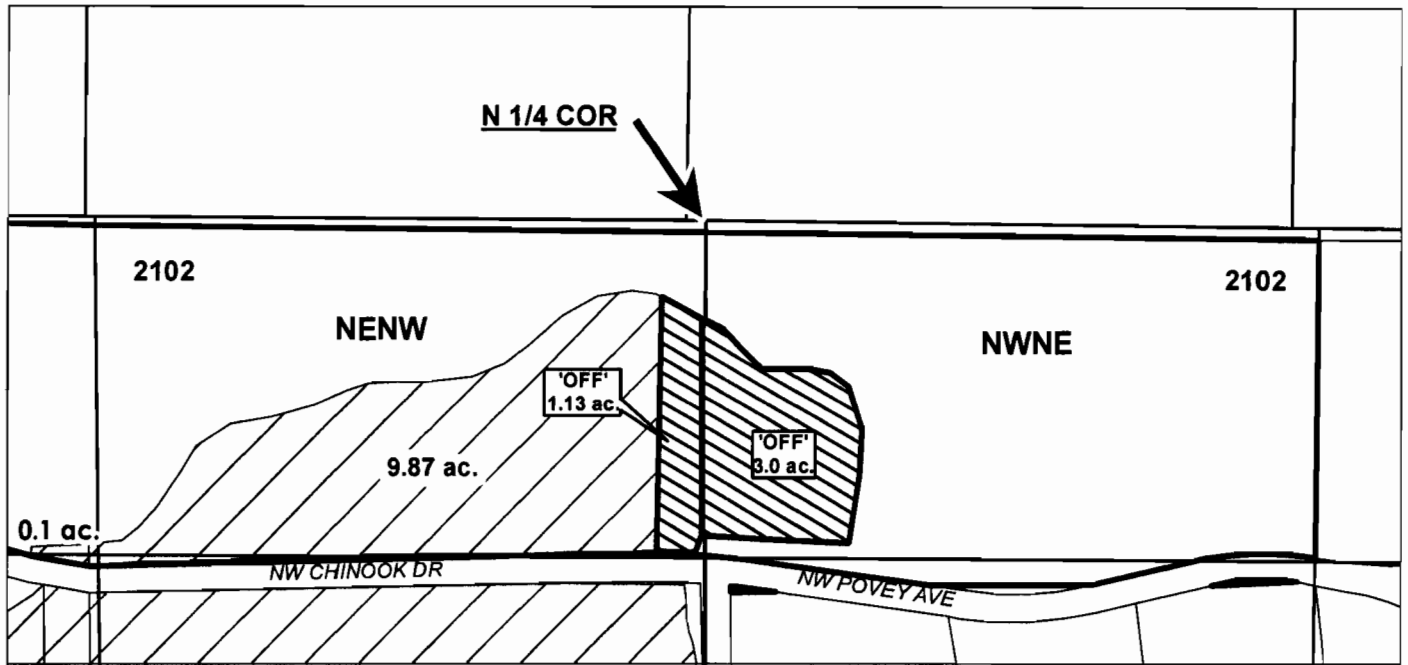 N 1/4 COR
2102
2102
NENW
NWNE
'OFF'
1.13 ac.
'OFF'
3.0 ac.
9.87 ac.
0.1 ac.
NW CHINOOK DR
NW POVEY AVE